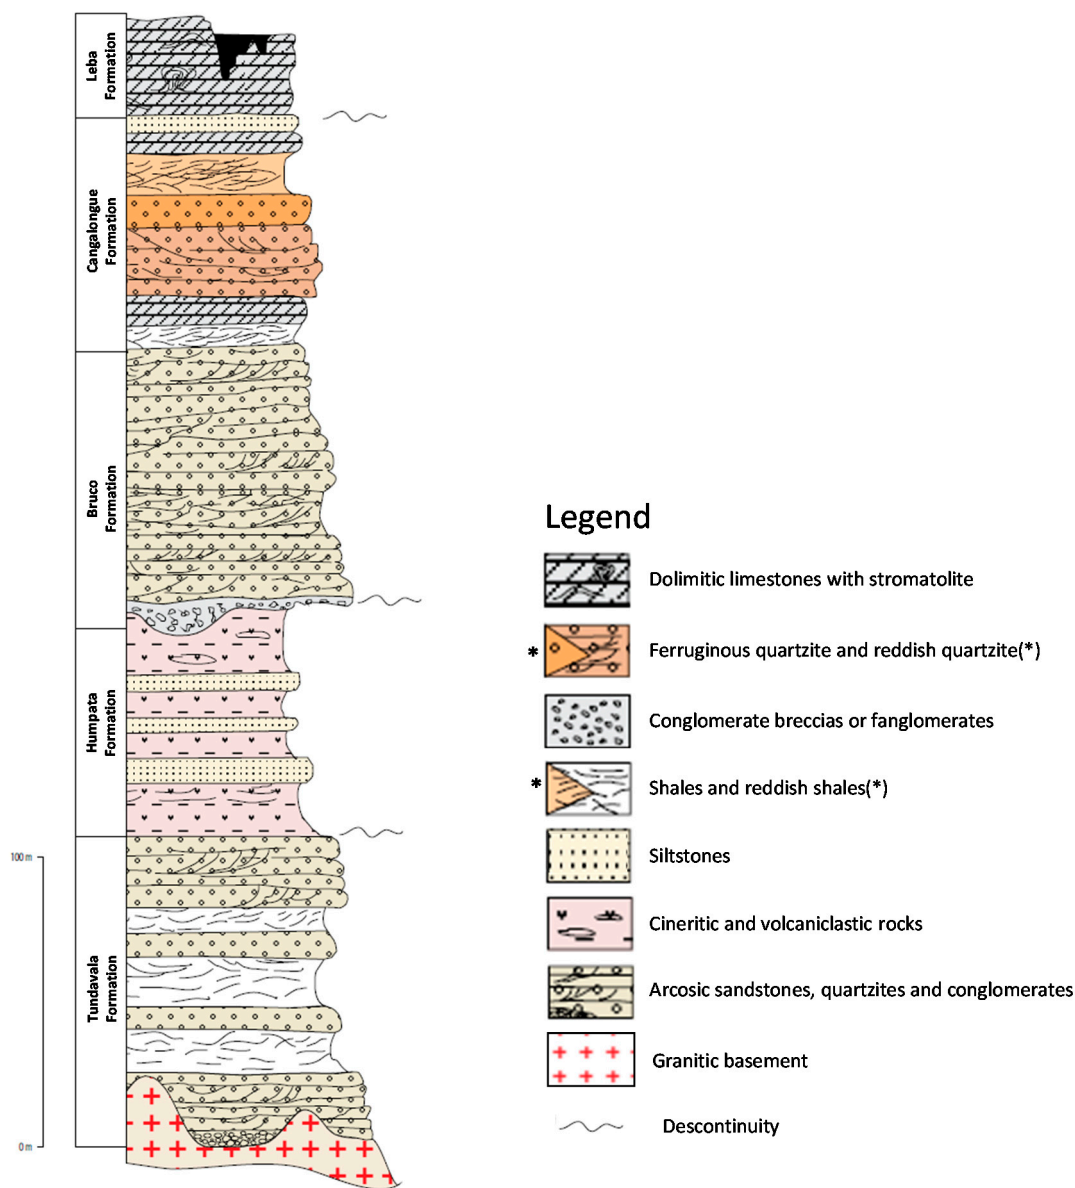 Leba
Formation
Cangalongue
Formation
Bruco
Formation
Humpata
Formation
Tundavala
Formation
100 m
0 m
Legend
Dolimitic limestones with stromatolite
* Ferruginous quartzite and reddish quartzite(*)
Conglomerate breccias or fanglomerates
* Shales and reddish shales(*)
Siltstones
Cineritic and volcaniclastic rocks
Arcosic sandstones, quartzites and conglomerates
Granitic basement
Descontinuity